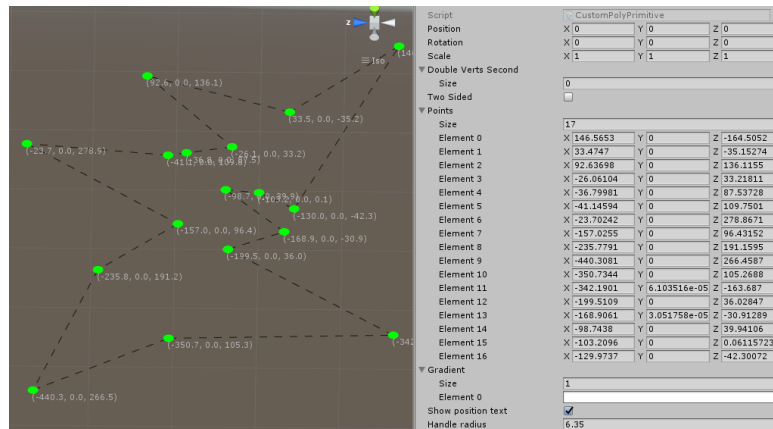 z
Iso
(14
(92.6, 0.0, 136.1)
(33.5, 0.0, -35.2)
(-26.1, 0.0, 33.2)
(-23.7, 0.0, 278.9)
(-130.0, 0.0, -42.3)
(-157.0, 0.0, 96.4)
(-168.9, 0.0, -30.9)
(-199.5, 0.0, 36.0)
(-235.8, 0.0, 191.2)
(-350.7, 0.0, 105.3)
(-342
(-440.3, 0.0, 266.5)
Script CustomPolyPrimitive
Position X 0 Y 0 Z 0
Rotation X 0 Y 0 Z 0
Scale X 1 Y 1 Z 1
Double Verts Second
Size 0
Two Sided
Points
Size 17
Element 0 X 146.5653 Y 0 Z -164.5052
Element 1 X 33.4747 Y 0 Z -35.15274
Element 2 X 92.63698 Y 0 Z 136.1155
Element 3 X -26.06104 Y 0 Z 33.21811
Element 4 X -36.79981 Y 0 Z 87.53728
Element 5 X -41.14594 Y 0 Z 109.7501
Element 6 X -23.70242 Y 0 Z 278.8671
Element 7 X -157.0255 Y 0 Z 96.43152
Element 8 X -235.7791 Y 0 Z 191.1595
Element 9 X -440.3081 Y 0 Z 266.4587
Element 10 X -350.7344 Y 0 Z 105.2688
Element 11 X -342.1901 Y 6.103516e-05 Z -163.687
Element 12 X -199.5109 Y 0 Z 36.02847
Element 13 X -168.9061 Y 3.051758e-05 Z -30.91289
Element 14 X -98.7438 Y 0 Z 39.94106
Element 15 X -103.2096 Y 0 Z 0.06115723
Element 16 X -129.9737 Y 0 Z -42.30072
Gradient
Size 1
Element 0
Show position text
Handle radius 6.35